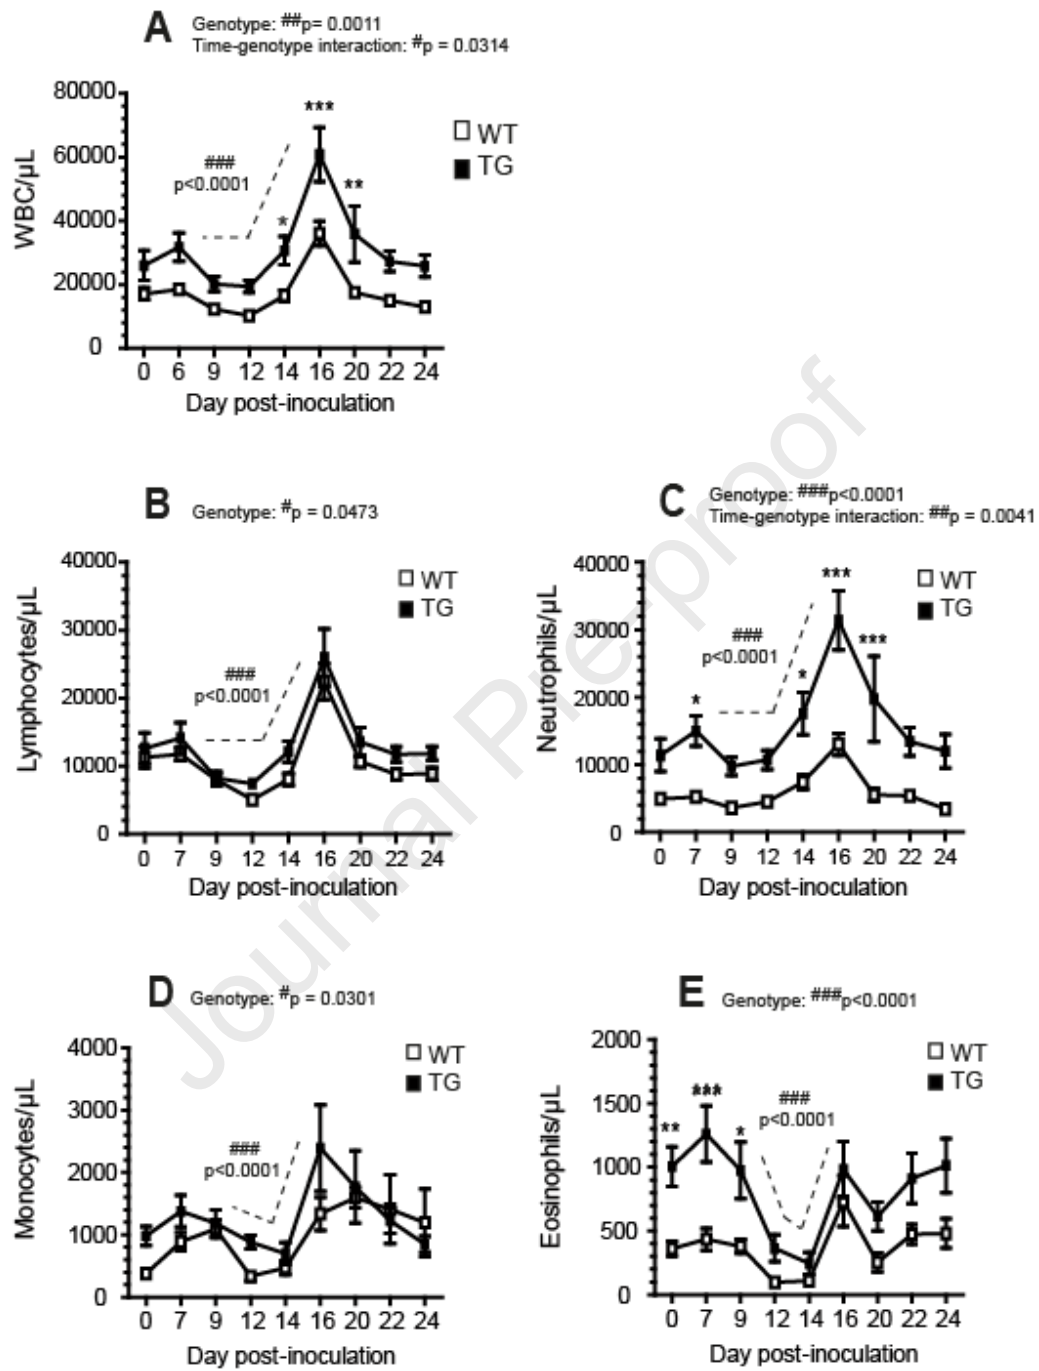 A
Genotype: ##p= 0.0011
Time-genotype interaction: #p = 0.0314
80000
60000
40000
20000
0
WBC/µL
WT
TG
###
p<0.0001
*
***
**
0 6 9 12 14 16 20 22 24
Day post-inoculation
B
Genotype: #p = 0.0473
40000
30000
20000
10000
0
Lymphocytes/µL
WT
TG
###
p<0.0001
0 7 9 12 14 16 20 22 24
Day post-inoculation
C
Genotype: ###p<0.0001
Time-genotype interaction: ##p = 0.0041
40000
30000
20000
10000
0
Neutrophils/µL
WT
TG
###
p<0.0001
*
*
***
***
0 7 9 12 14 16 20 22 24
Day post-inoculation
D
Genotype: #p = 0.0301
4000
3000
2000
1000
0
Monocytes/µL
WT
TG
###
p<0.0001
0 7 9 12 14 16 20 22 24
Day post-inoculation
E
Genotype: ###p<0.0001
2000
1500
1000
500
0
Eosinophils/µL
WT
TG
**
***
*
###
p<0.0001
0 7 9 12 14 16 20 22 24
Day post-inoculation
Journal Pre-proof